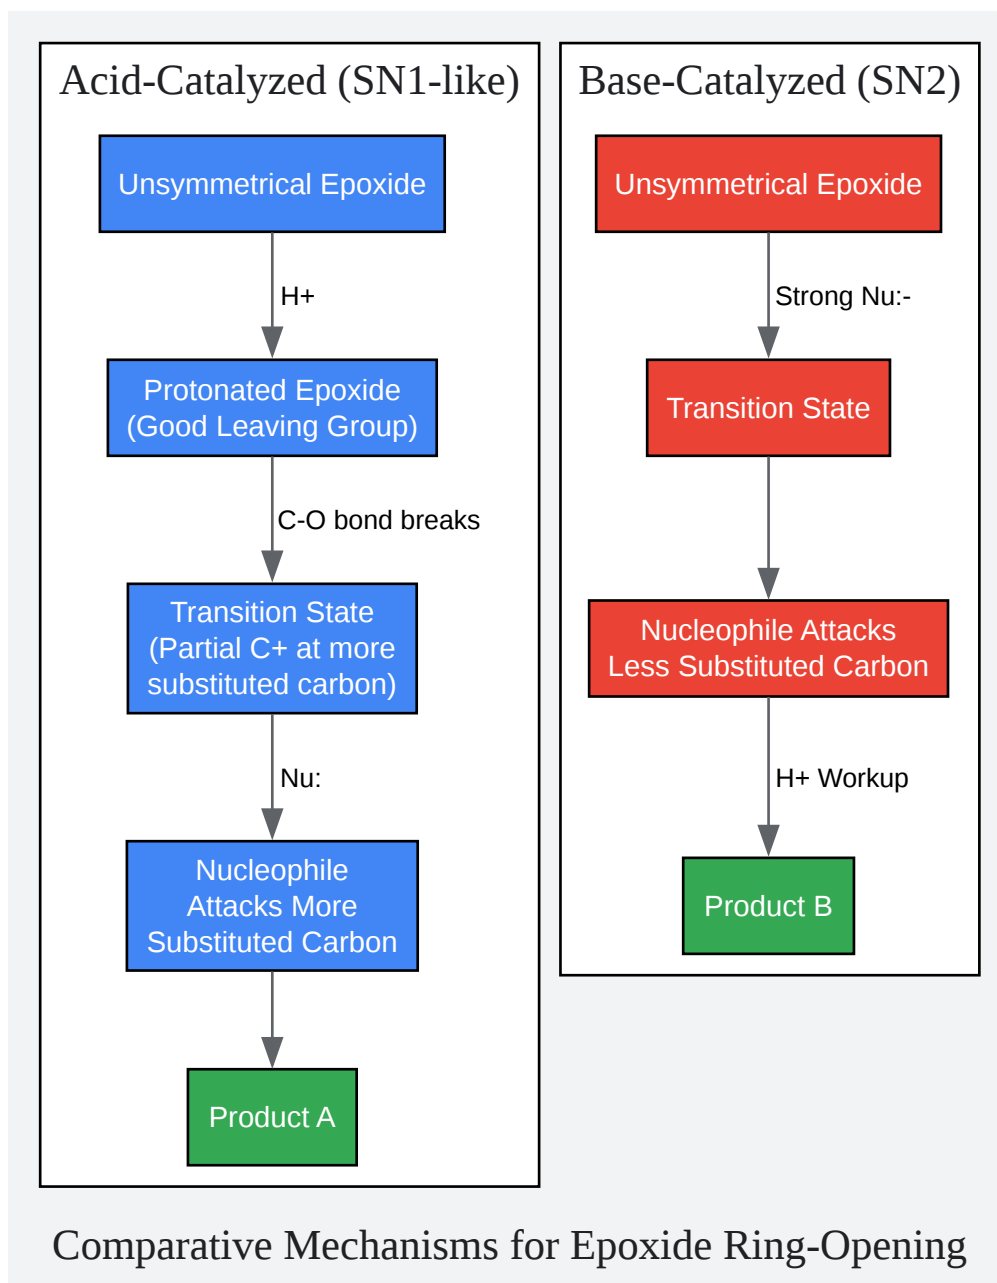 Acid-Catalyzed (SN1-like)
Unsymmetrical Epoxide
H+
Protonated Epoxide
(Good Leaving Group)
C-O bond breaks
Transition State
(Partial C+ at more
substituted carbon)
Nu:
Nucleophile
Attacks More
Substituted Carbon
Product A
Base-Catalyzed (SN2)
Unsymmetrical Epoxide
Strong Nu:-
Transition State
Nucleophile Attacks
Less Substituted Carbon
H+ Workup
Product B
Comparative Mechanisms for Epoxide Ring-Opening